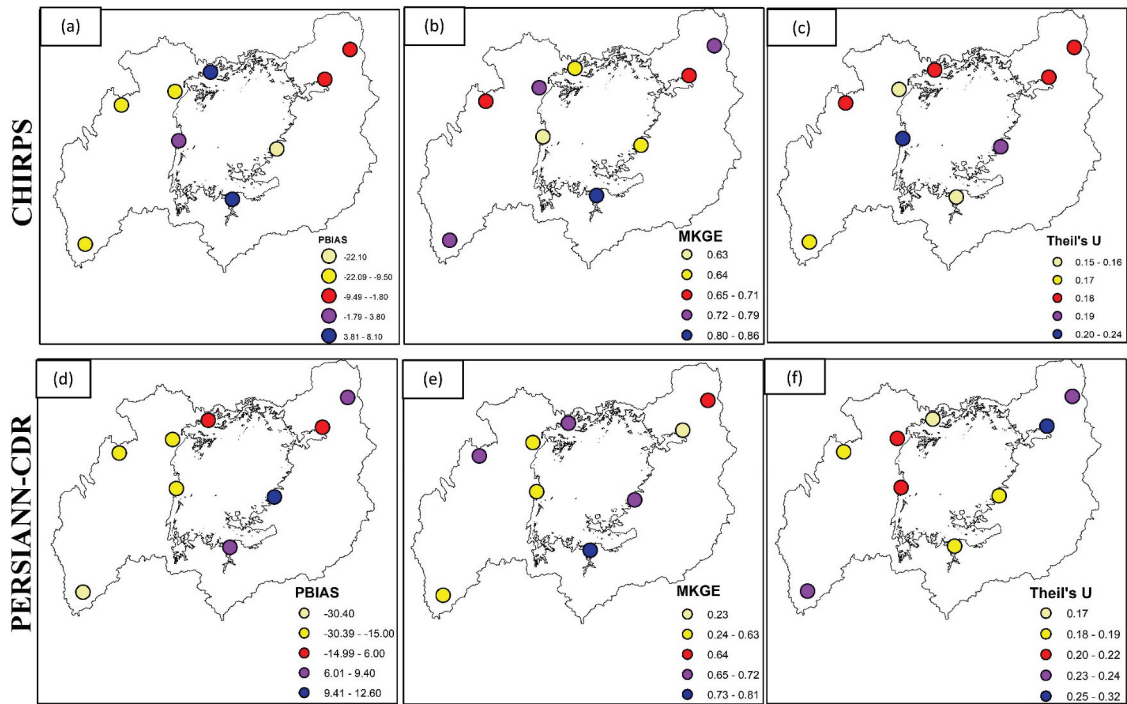 CHIRPS
(a)
PBIAS
-22.10
-22.09 - -9.50
-9.49 - -1.80
-1.79 - 3.80
3.81 - 8.10
(b)
MKGE
0.63
0.64
0.65 - 0.71
0.72 - 0.79
0.80 - 0.86
(c)
Theil's U
0.15 - 0.16
0.17
0.18
0.19
0.20 - 0.24
PERSIANN-CDR
(d)
PBIAS
-30.40
-30.39 - -15.00
-14.99 - 6.00
6.01 - 9.40
9.41 - 12.60
(e)
MKGE
0.23
0.24 - 0.63
0.64
0.65 - 0.72
0.73 - 0.81
(f)
Theil's U
0.17
0.18 - 0.19
0.20 - 0.22
0.23 - 0.24
0.25 - 0.32